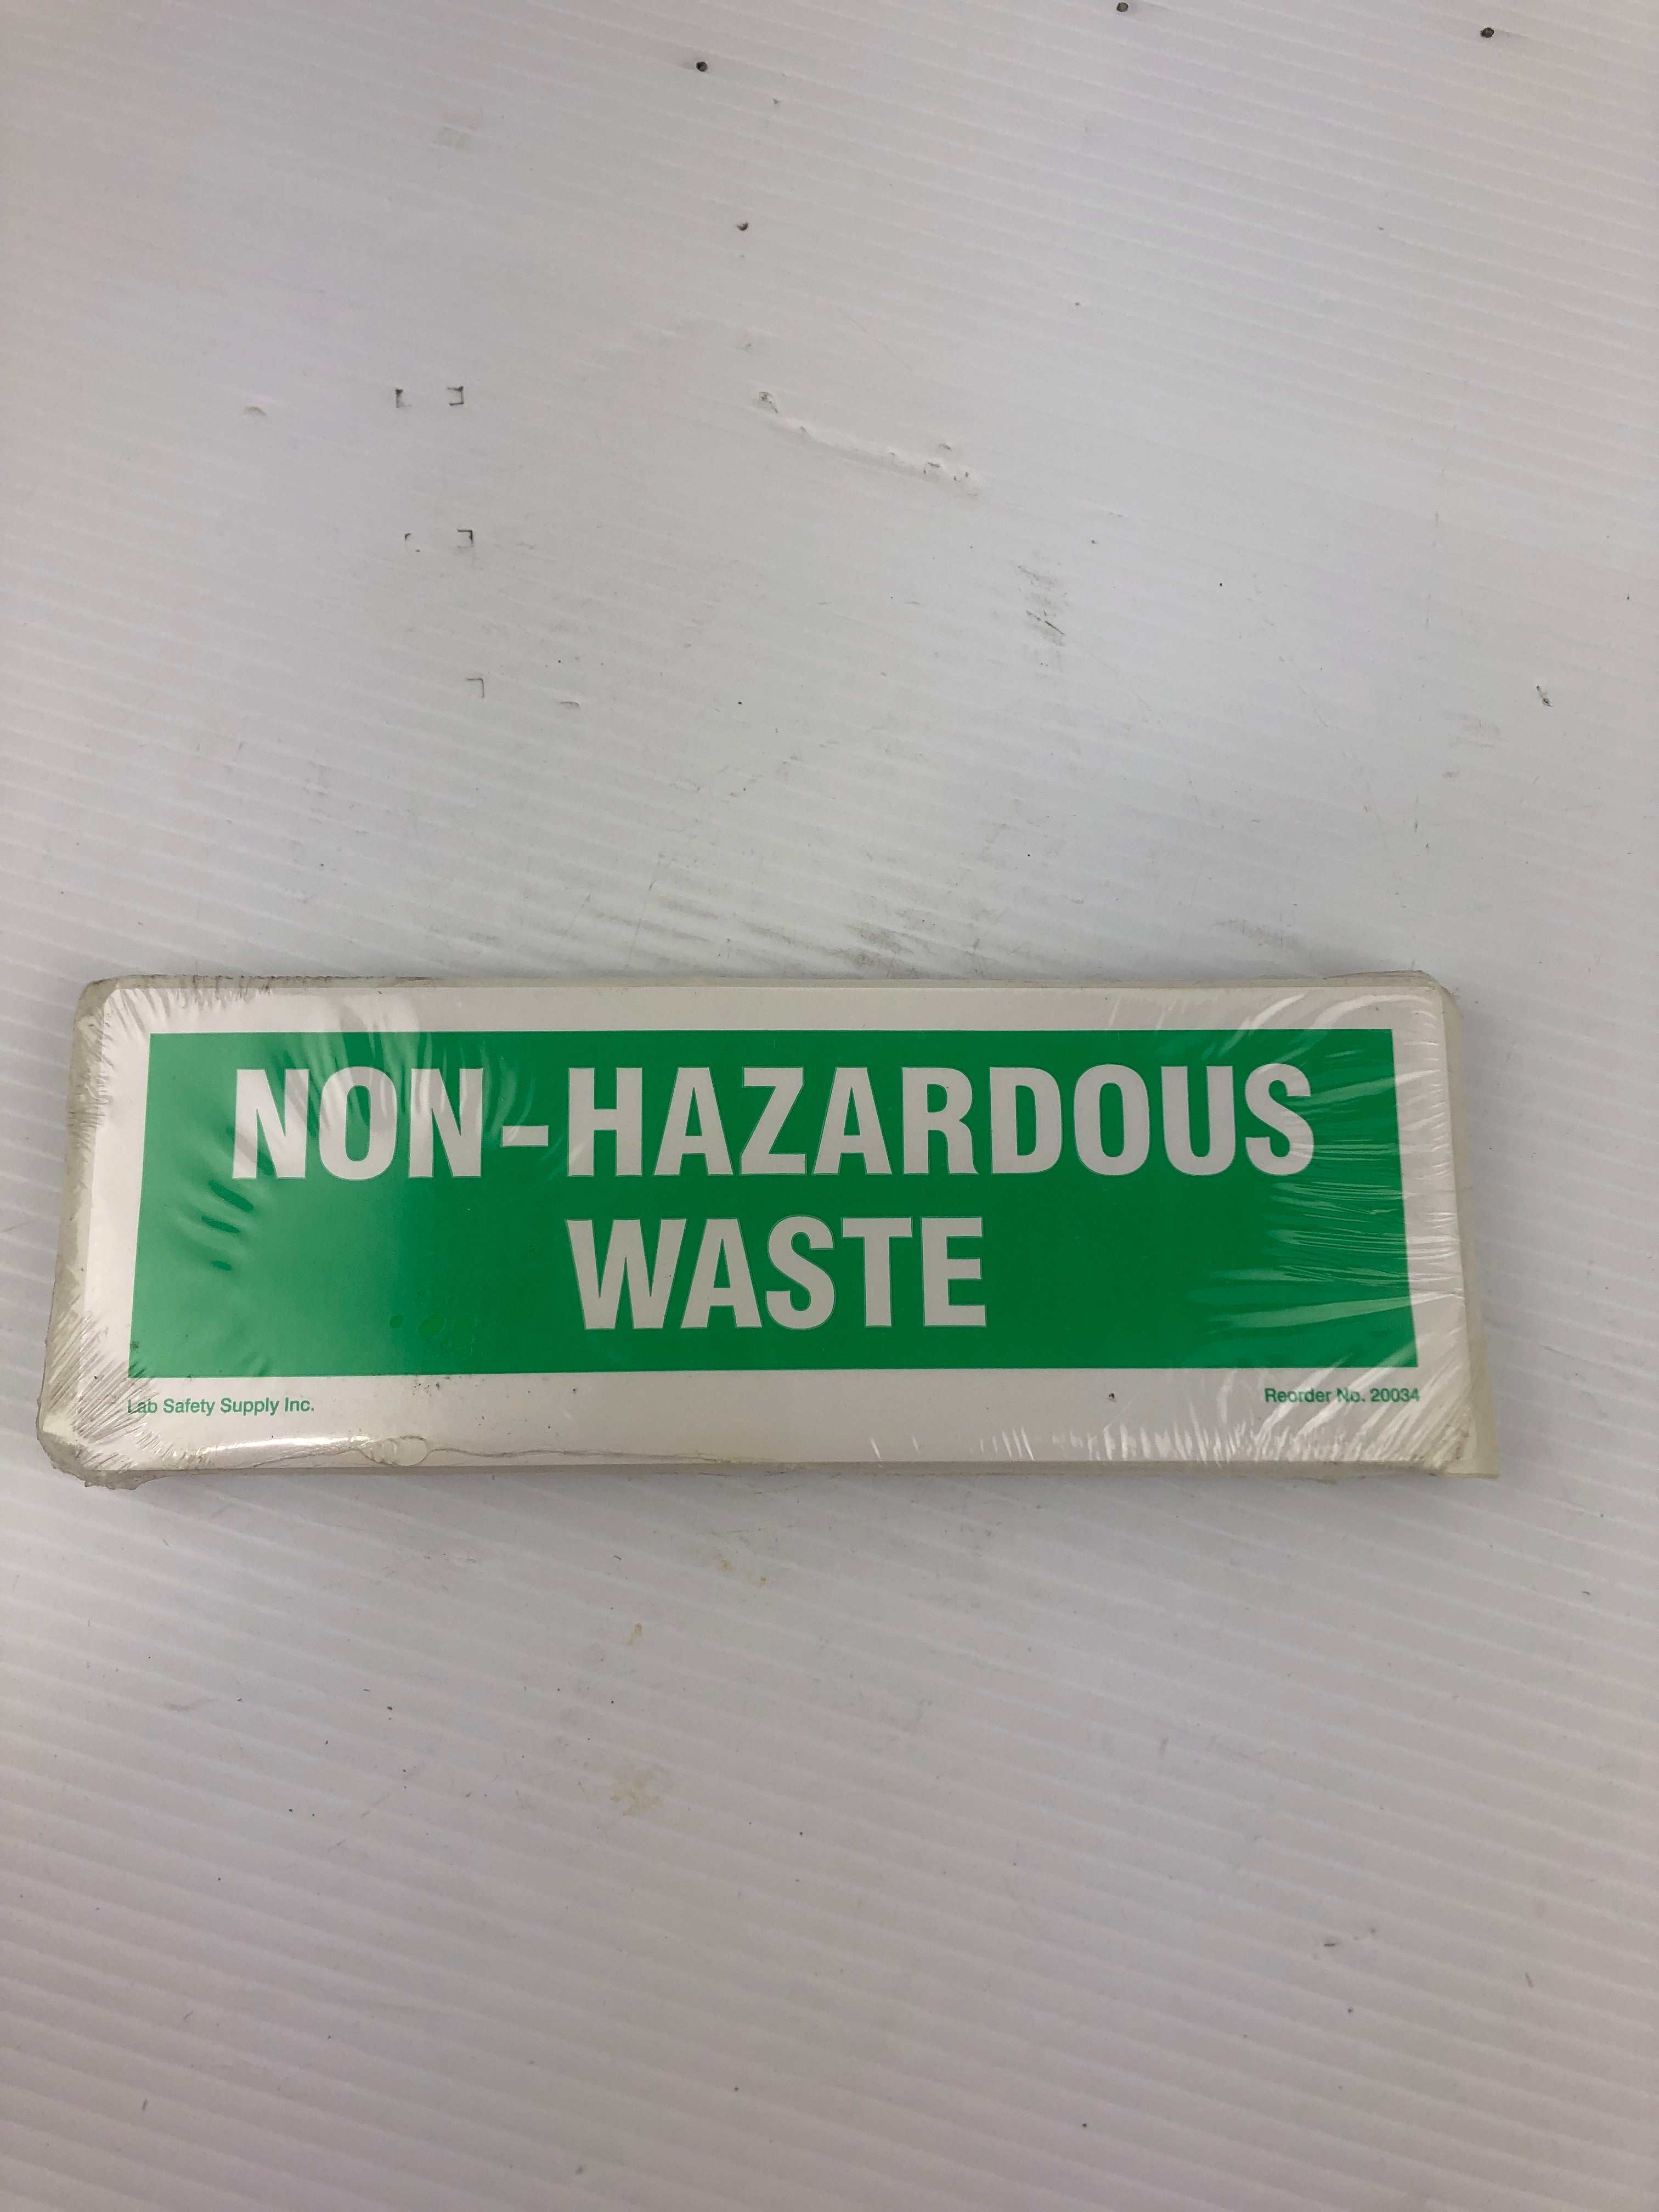 NON-HAZARDOUS
WASTE
Lab Safety Supply Inc.
Reorder No. 20034